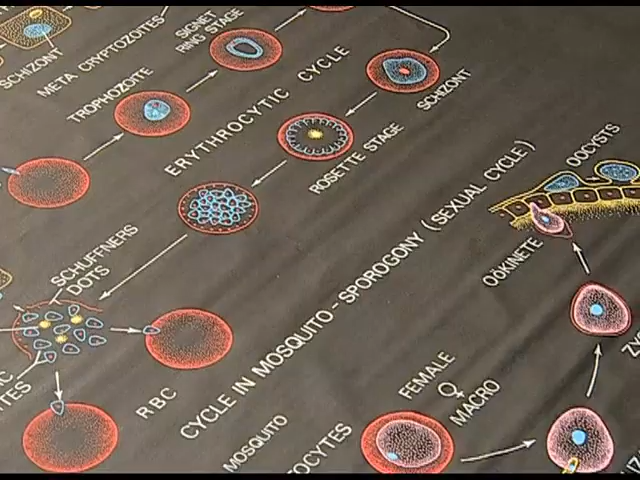 SCHIZONT
META CRYPTOZOITES
SIGNET
RING STAGE
TROPHOZOITE
ERYTHROCYTIC CYCLE
SCHIZONT
ROSETTE STAGE
SCHUFFNERS
DOTS
RBC
CYCLE IN MOSQUITO - SPOROGONY (SEXUAL CYCLE)
OOCYSTS
OÖKINETE
FEMALE
♀
MACRO
MOSQUITO